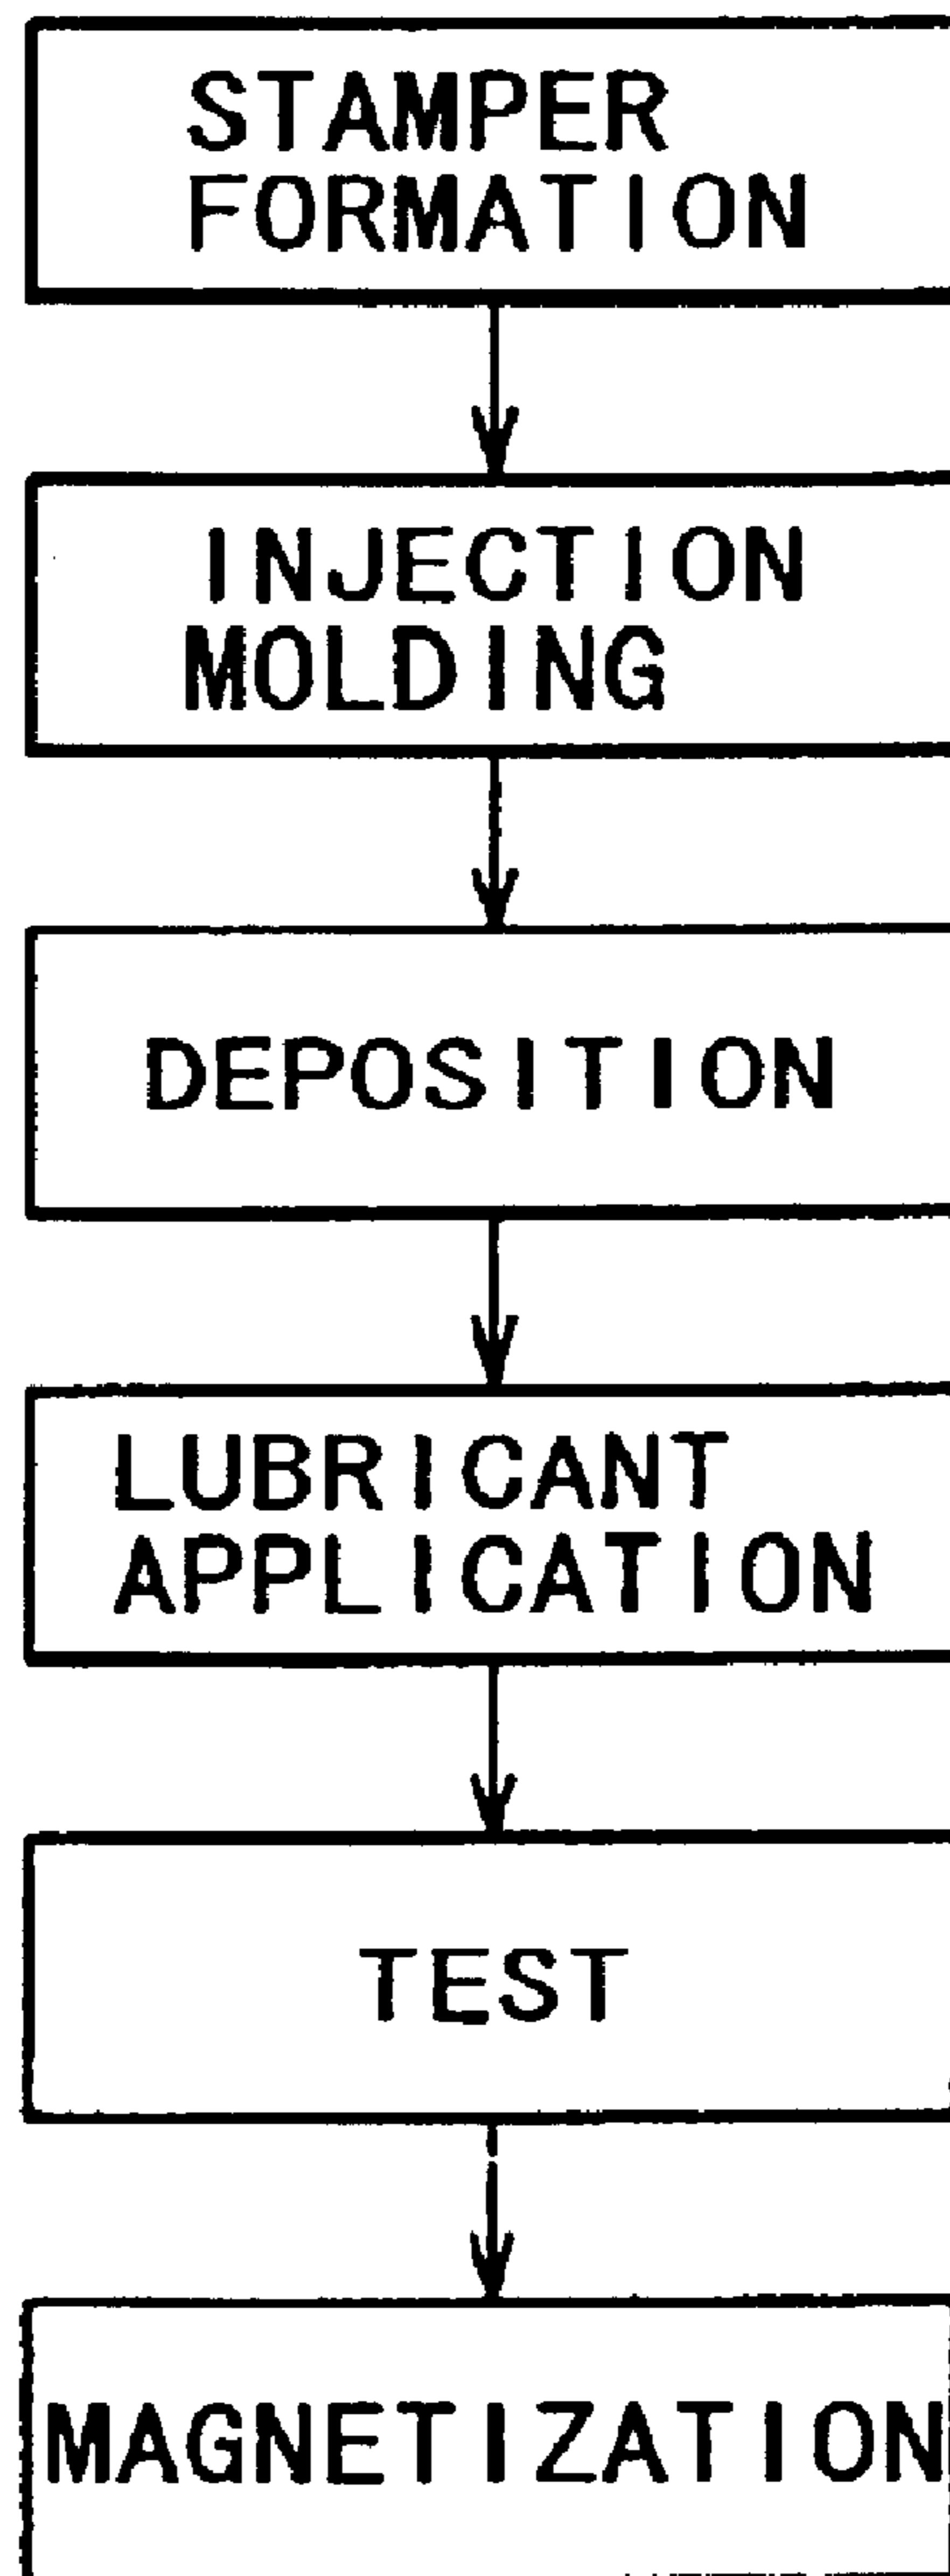 STAMPER
FORMATION
INJECTION
MOLDING
DEPOSITION
LUBRICANT
APPLICATION
TEST
MAGNETIZATION